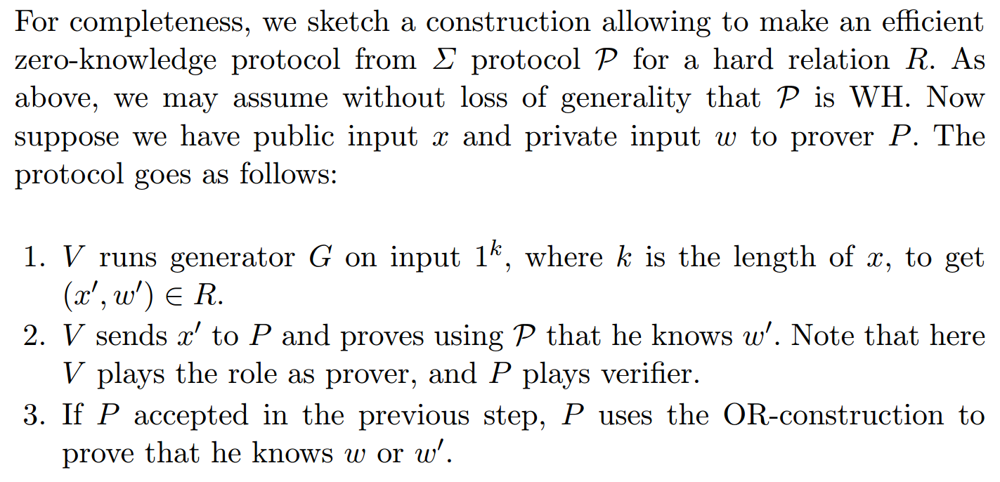 For completeness, we sketch a construction allowing to make an efficient
zero-knowledge protocol from Σ protocol 𝒫 for a hard relation R. As
above, we may assume without loss of generality that 𝒫 is WH. Now
suppose we have public input x and private input w to prover P. The
protocol goes as follows:
1. V runs generator G on input 1^k, where k is the length of x, to get
(x′, w′) ∈ R.
2. V sends x′ to P and proves using 𝒫 that he knows w′. Note that here
V plays the role as prover, and P plays verifier.
3. If P accepted in the previous step, P uses the OR-construction to
prove that he knows w or w′.